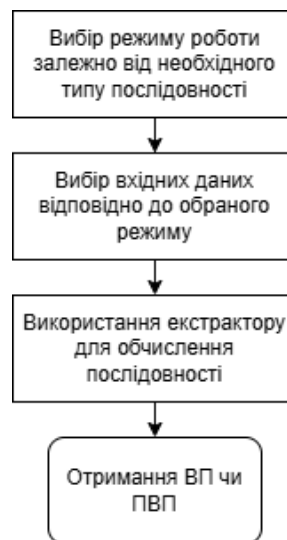 Вибір режиму роботи
залежно від необхідного
типу послідовності
Вибір вхідних даних
відповідно до обраного
режиму
Використання екстрактору
для обчислення
послідовності
Отримання ВП чи
ПВП